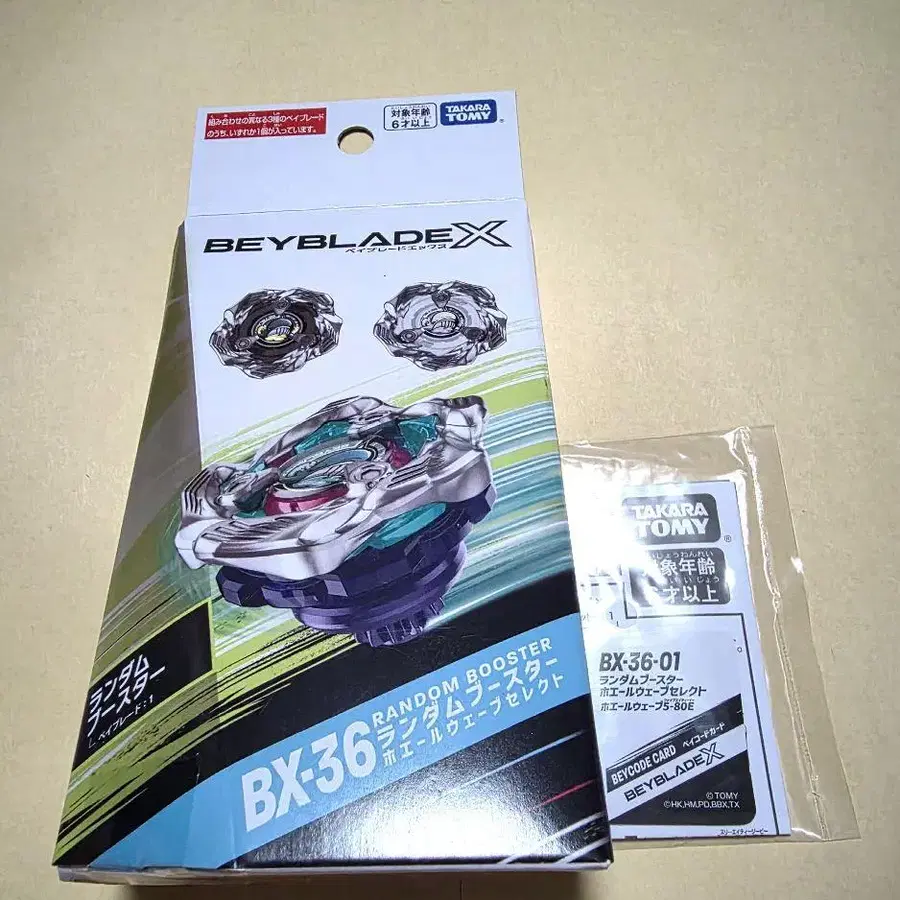 組み合わせの異なる3種のベイブレード
のうち、いずれか1個が入っています。
対象年齢
6才以上
TAKARA
TOMY
BEYBLADE X
ベイブレードエックス
ランダム
ブースター
ベイブレード:1
BX-36
RANDOM BOOSTER
ランダムブースター
ホエールウェーブセレクト
TAKARA
TOMY
対象年齢
6才以上
BX-36-01
ランダムブースター
ホエールウェーブセレクト
ホエールウェーブ5-80E
BEYCODE CARD ベイコードカード
BEYBLADE X
© TOMY
©HK,HM,PD,BBX,TX